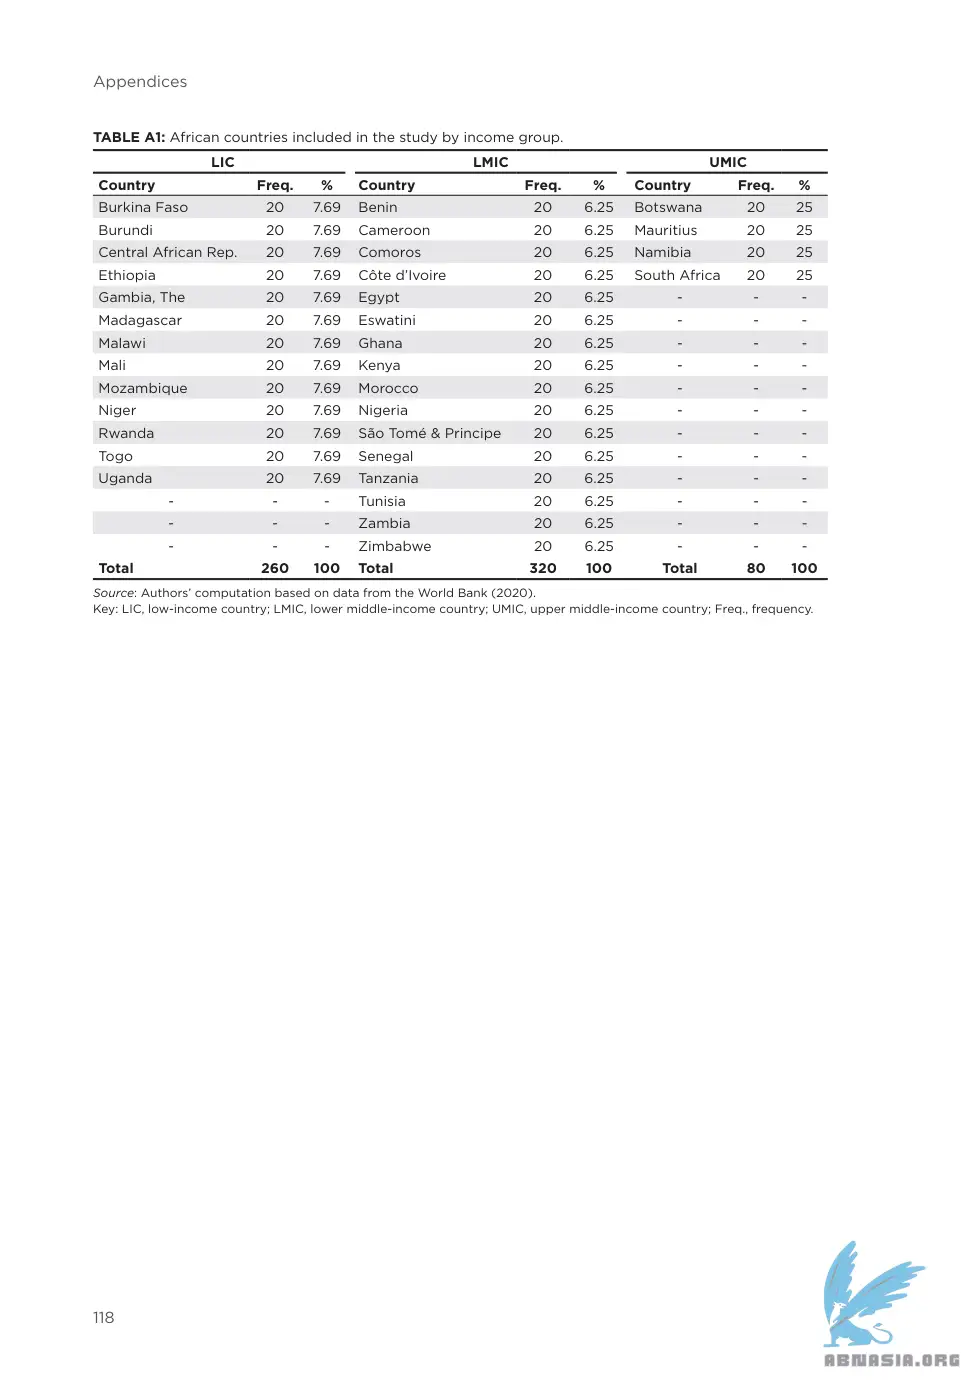 Appendices
TABLE A1: African countries included in the study by income group.
LIC LMIC UMIC
Country Freq. % Country Freq. % Country Freq. %
Burkina Faso 20 7.69 Benin 20 6.25 Botswana 20 25
Burundi 20 7.69 Cameroon 20 6.25 Mauritius 20 25
Central African Rep. 20 7.69 Comoros 20 6.25 Namibia 20 25
Ethiopia 20 7.69 Côte d’Ivoire 20 6.25 South Africa 20 25
Gambia, The 20 7.69 Egypt 20 6.25 - - -
Madagascar 20 7.69 Eswatini 20 6.25 - - -
Malawi 20 7.69 Ghana 20 6.25 - - -
Mali 20 7.69 Kenya 20 6.25 - - -
Mozambique 20 7.69 Morocco 20 6.25 - - -
Niger 20 7.69 Nigeria 20 6.25 - - -
Rwanda 20 7.69 São Tomé & Principe 20 6.25 - - -
Togo 20 7.69 Senegal 20 6.25 - - -
Uganda 20 7.69 Tanzania 20 6.25 - - -
- - - Tunisia 20 6.25 - - -
- - - Zambia 20 6.25 - - -
- - - Zimbabwe 20 6.25 - - -
Total 260 100 Total 320 100 Total 80 100
Source: Authors’ computation based on data from the World Bank (2020).
Key: LIC, low-income country; LMIC, lower middle-income country; UMIC, upper middle-income country; Freq., frequency.
118
ABNASIA.ORG